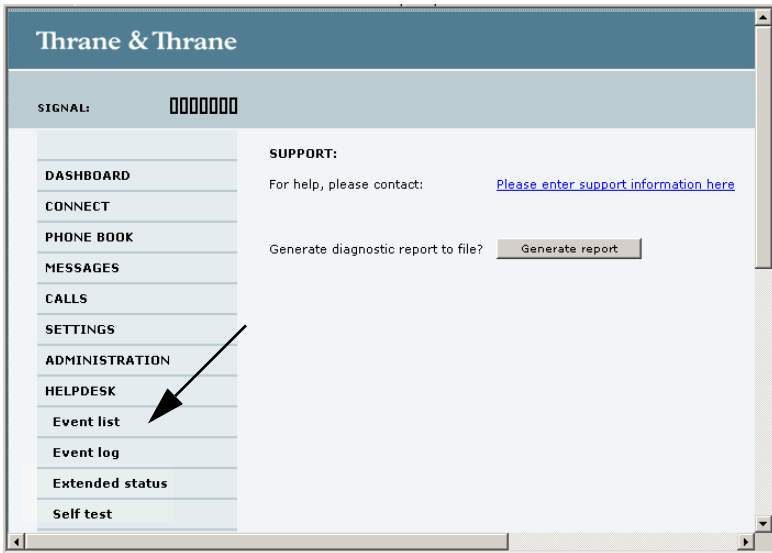 Thrane & Thrane
SIGNAL:
SUPPORT:
For help, please contact: Please enter support information here
Generate diagnostic report to file? Generate report
DASHBOARD
CONNECT
PHONE BOOK
MESSAGES
CALLS
SETTINGS
ADMINISTRATION
HELPDESK
Event list
Event log
Extended status
Self test